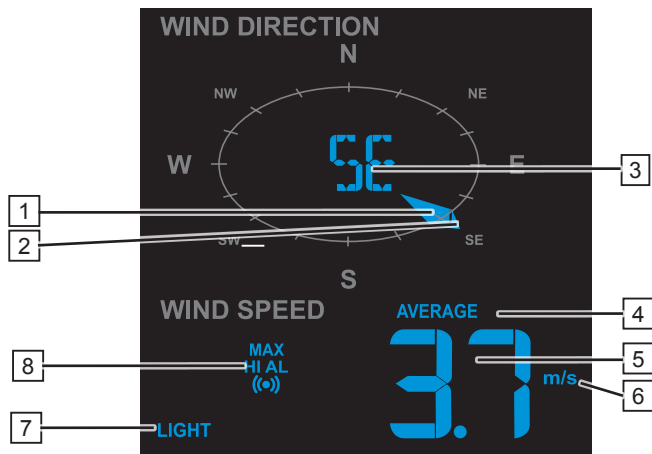 WIND DIRECTION
N
NW NE
SE
W E
3
1
2
SW SE
S
WIND SPEED AVERAGE
4
MAX
HI AL
8
3.7
5
m/s
6
7
LIGHT